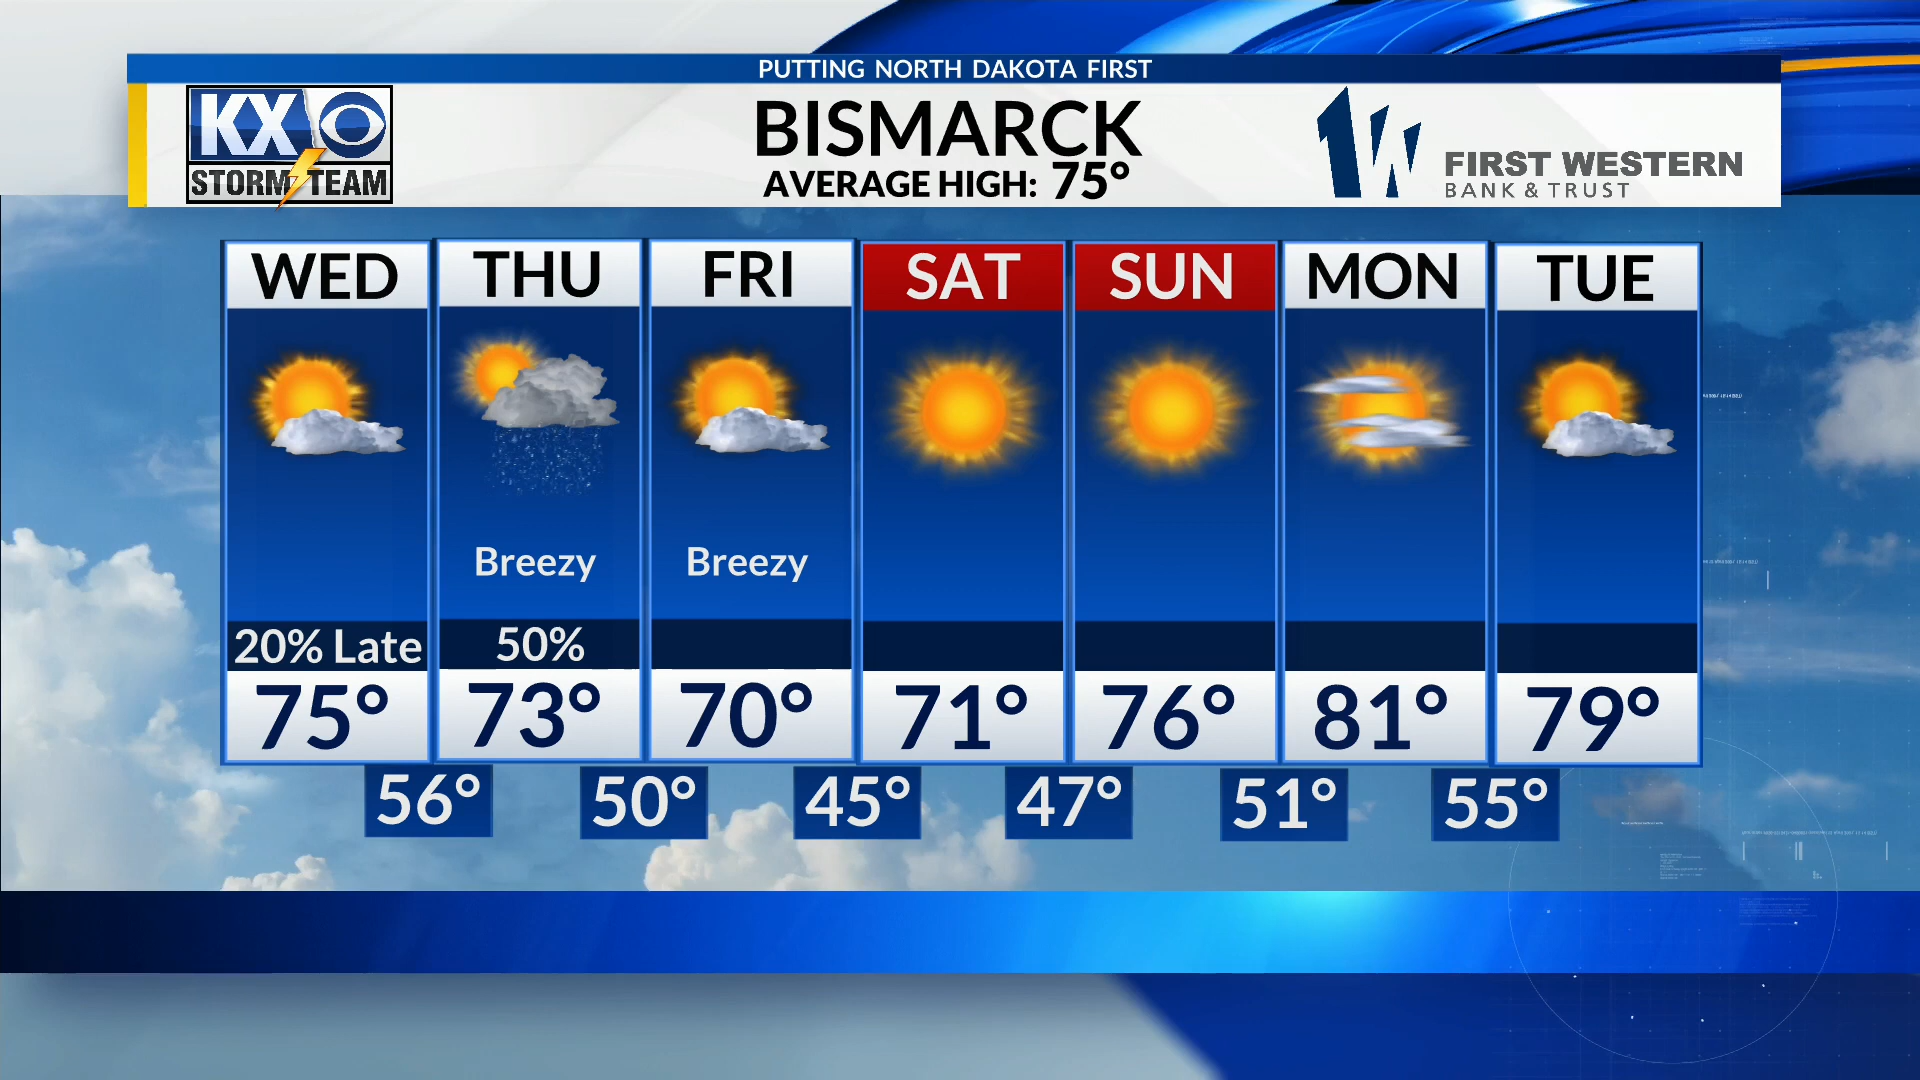 PUTTING NORTH DAKOTA FIRST
KX
STORM TEAM
BISMARCK
AVERAGE HIGH: 75°
1W
FIRST WESTERN
BANK & TRUST
WED THU FRI SAT SUN MON TUE
Breezy Breezy
20% Late 50%
75° 73° 70° 71° 76° 81° 79°
56° 50° 45° 47° 51° 55°